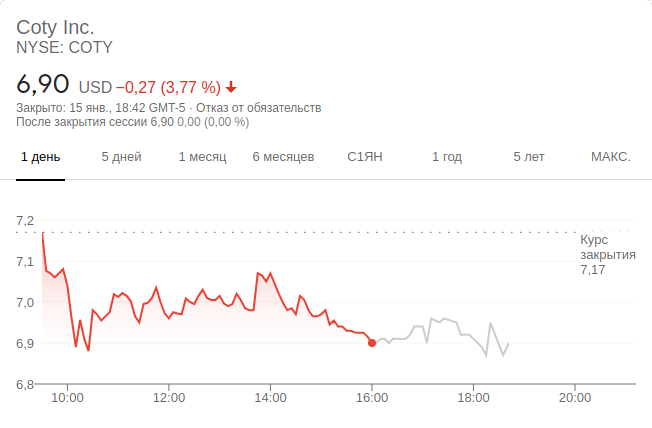 Coty Inc.
NYSE: COTY
6,90 USD −0,27 (3,77 %)
Закрыто: 15 янв., 18:42 GMT-5 · Отказ от обязательств
После закрытия сессии 6,90 0,00 (0,00 %)
1 день 5 дней 1 месяц 6 месяцев С1ЯН 1 год 5 лет МАКС.
7,2
Курс
закрытия
7,17
7,1
7,0
6,9
6,8
10:00 12:00 14:00 16:00 18:00 20:00